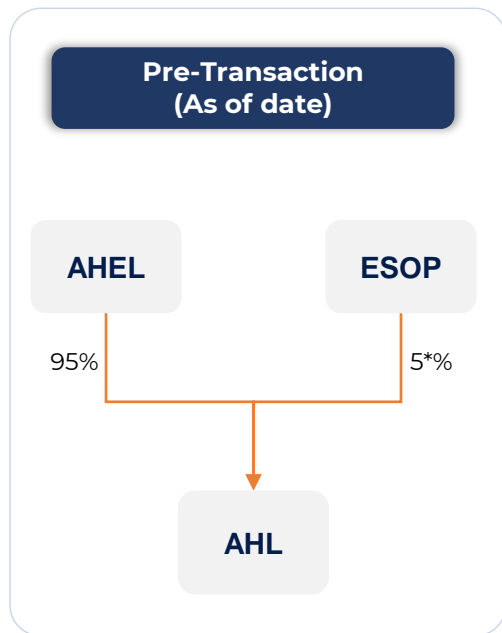 Pre-Transaction
(As of date)
AHEL
ESOP
95%
5*%
AHL